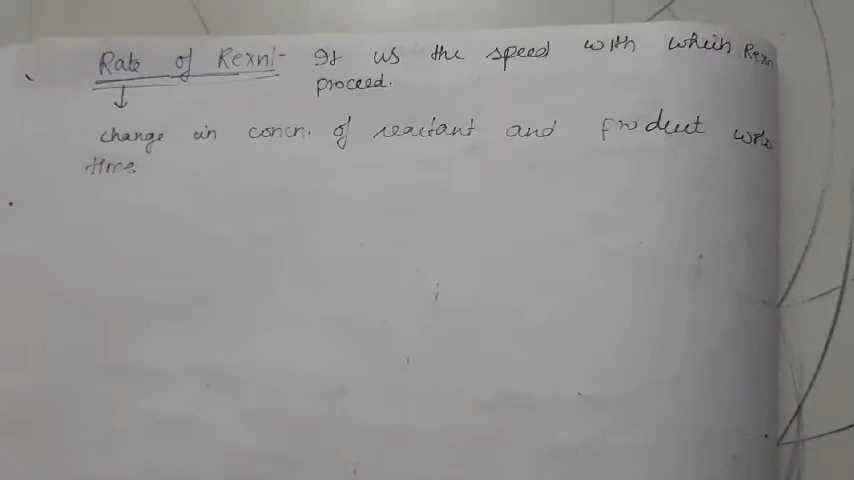 Rate of Rexn:- It is the speed with which Rexn
proceed.
↓
change in concn. of reactant and product w.r.to
time